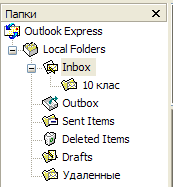 Папки
Outlook Express
Local Folders
Inbox
10 клас
Outbox
Sent Items
Deleted Items
Drafts
Удаленные